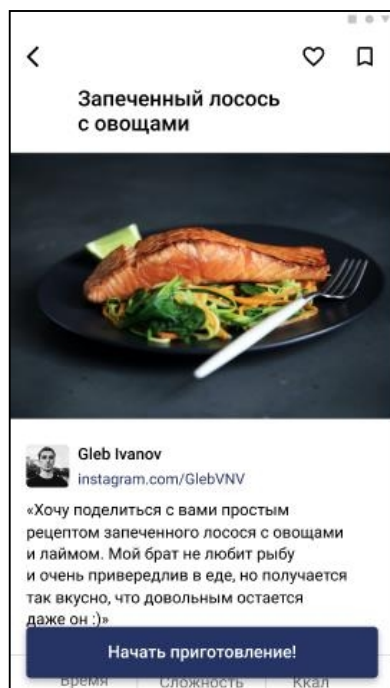 Запеченный лосось
с овощами
Gleb Ivanov
instagram.com/GlebVNV
«Хочу поделиться с вами простым
рецептом запеченного лосося с овощами
и лаймом. Мой брат не любит рыбу
и очень привередлив в еде, но получается
так вкусно, что довольным остается
даже он :)»
Начать приготовление!
Время Сложность Ккал